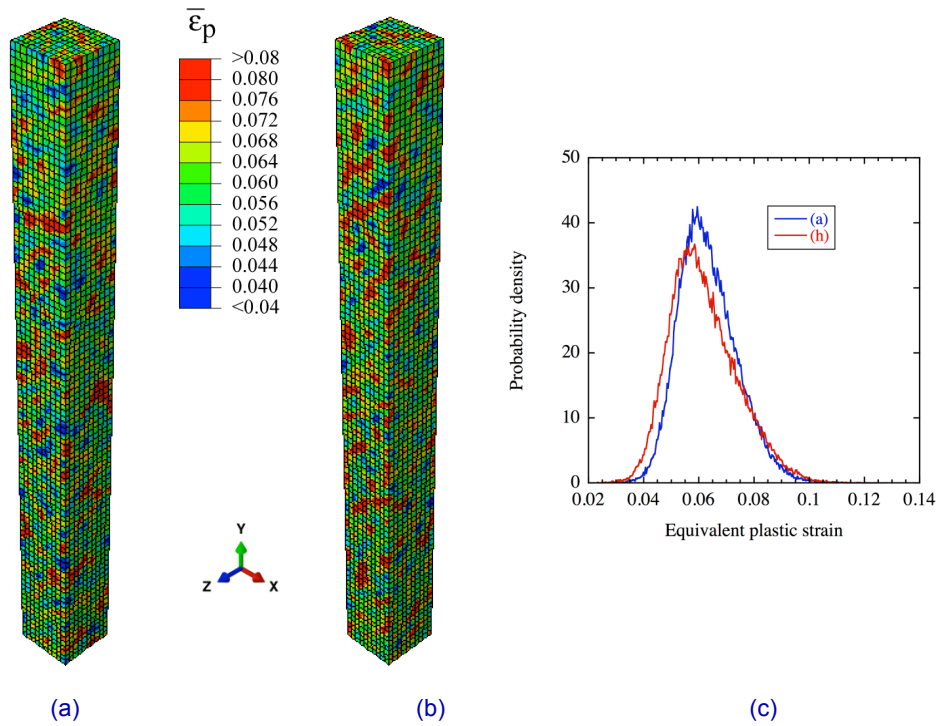 ε̅p
>0.08
0.080
0.076
0.072
0.068
0.064
0.060
0.056
0.052
0.048
0.044
0.040
<0.04
Y
Z
X
50
40
30
20
10
0
0.02
0.04
0.06
0.08
0.1
0.12
0.14
Probability density
Equivalent plastic strain
(a)
(h)
(a)
(b)
(c)